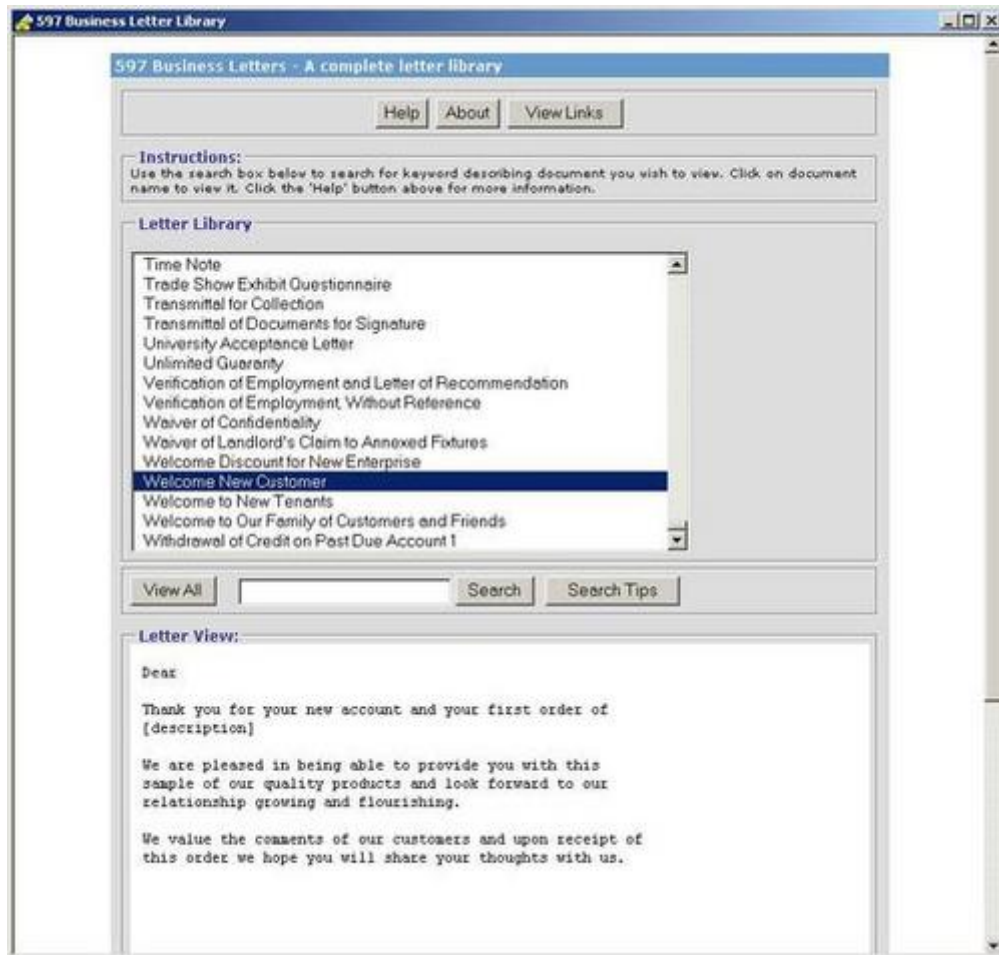 597 Business Letter Library
597 Business Letters - A complete letter library
Help About View Links
Instructions:
Use the search box below to search for keyword describing document you wish to view. Click on document
name to view it. Click the 'Help' button above for more information.
Letter Library
Time Note
Trade Show Exhibit Questionnaire
Transmittal for Collection
Transmittal of Documents for Signature
University Acceptance Letter
Unlimited Guaranty
Verification of Employment and Letter of Recommendation
Verification of Employment, Without Reference
Waiver of Confidentiality
Waiver of Landlord's Claim to Annexed Fixtures
Welcome Discount for New Enterprise
Welcome New Customer
Welcome to New Tenants
Welcome to Our Family of Customers and Friends
Withdrawal of Credit on Past Due Account 1
View All Search Search Tips
Letter View:
Dear
Thank you for your new account and your first order of
[description]
We are pleased in being able to provide you with this
sample of our quality products and look forward to our
relationship growing and flourishing.
We value the comments of our customers and upon receipt of
this order we hope you will share your thoughts with us.